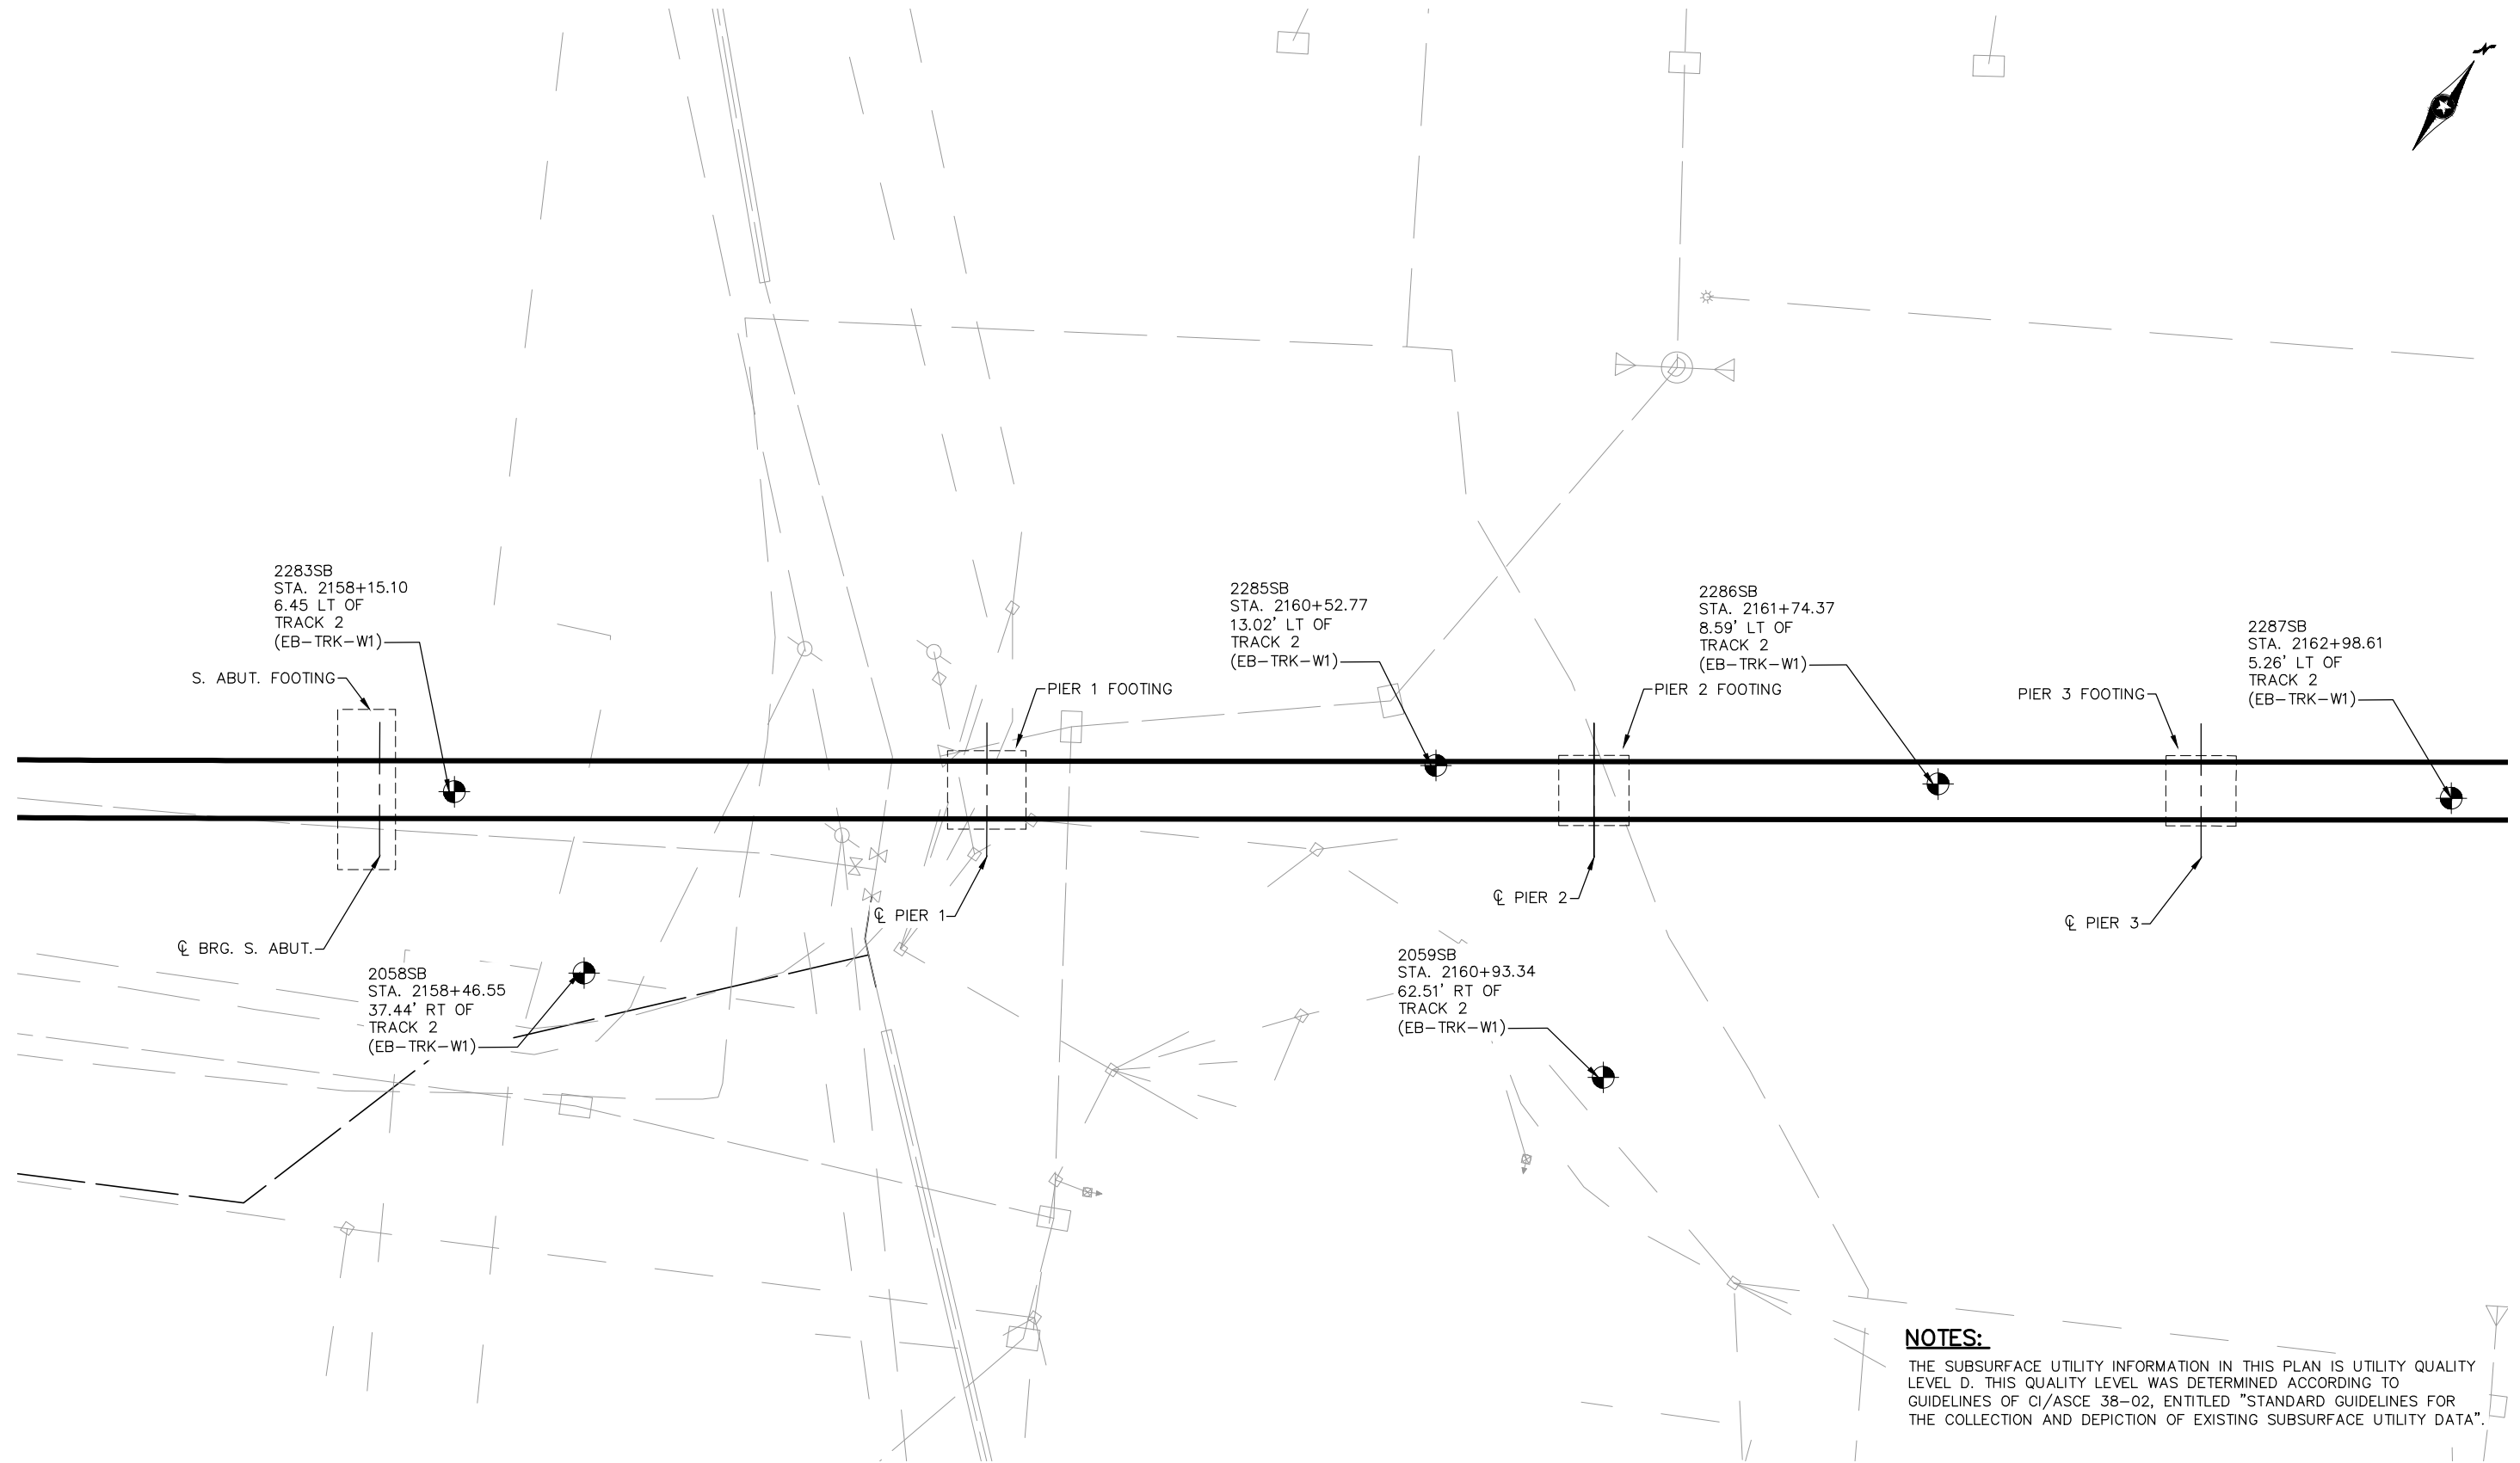 2283SB
STA. 2158+15.10
6.45 LT OF
TRACK 2
(EB-TRK-W1)
S. ABUT. FOOTING
℄ BRG. S. ABUT.
2058SB
STA. 2158+46.55
37.44' RT OF
TRACK 2
(EB-TRK-W1)
PIER 1 FOOTING
℄ PIER 1
2285SB
STA. 2160+52.77
13.02' LT OF
TRACK 2
(EB-TRK-W1)
PIER 2 FOOTING
℄ PIER 2
2059SB
STA. 2160+93.34
62.51' RT OF
TRACK 2
(EB-TRK-W1)
2286SB
STA. 2161+74.37
8.59' LT OF
TRACK 2
(EB-TRK-W1)
PIER 3 FOOTING
℄ PIER 3
2287SB
STA. 2162+98.61
5.26' LT OF
TRACK 2
(EB-TRK-W1)
N
NOTES:
THE SUBSURFACE UTILITY INFORMATION IN THIS PLAN IS UTILITY QUALITY
LEVEL D. THIS QUALITY LEVEL WAS DETERMINED ACCORDING TO
GUIDELINES OF CI/ASCE 38-02, ENTITLED "STANDARD GUIDELINES FOR
THE COLLECTION AND DEPICTION OF EXISTING SUBSURFACE UTILITY DATA".